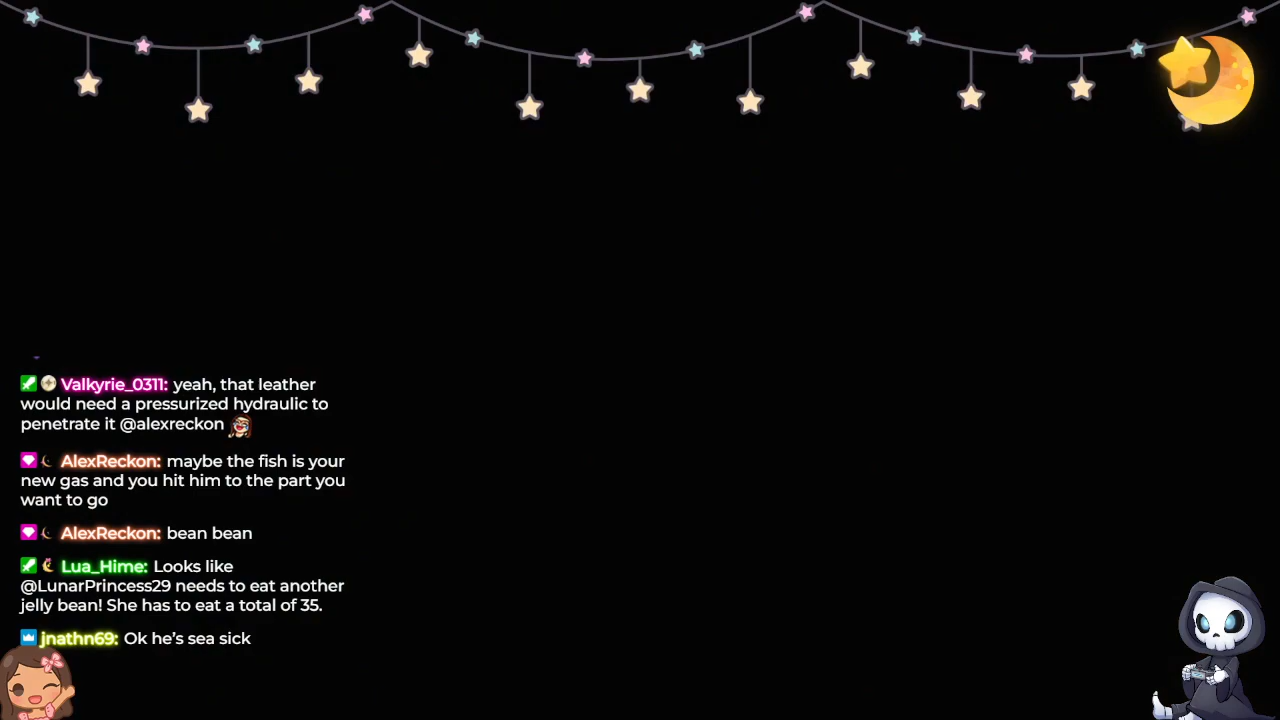 Valkyrie_0311: yeah, that leather
would need a pressurized hydraulic to
penetrate it @alexreckon
AlexReckon: maybe the fish is your
new gas and you hit him to the part you
want to go
AlexReckon: bean bean
Lua_Hime: Looks like
@LunarPrincess29 needs to eat another
jelly bean! She has to eat a total of 35.
jnathn69: Ok he’s sea sick